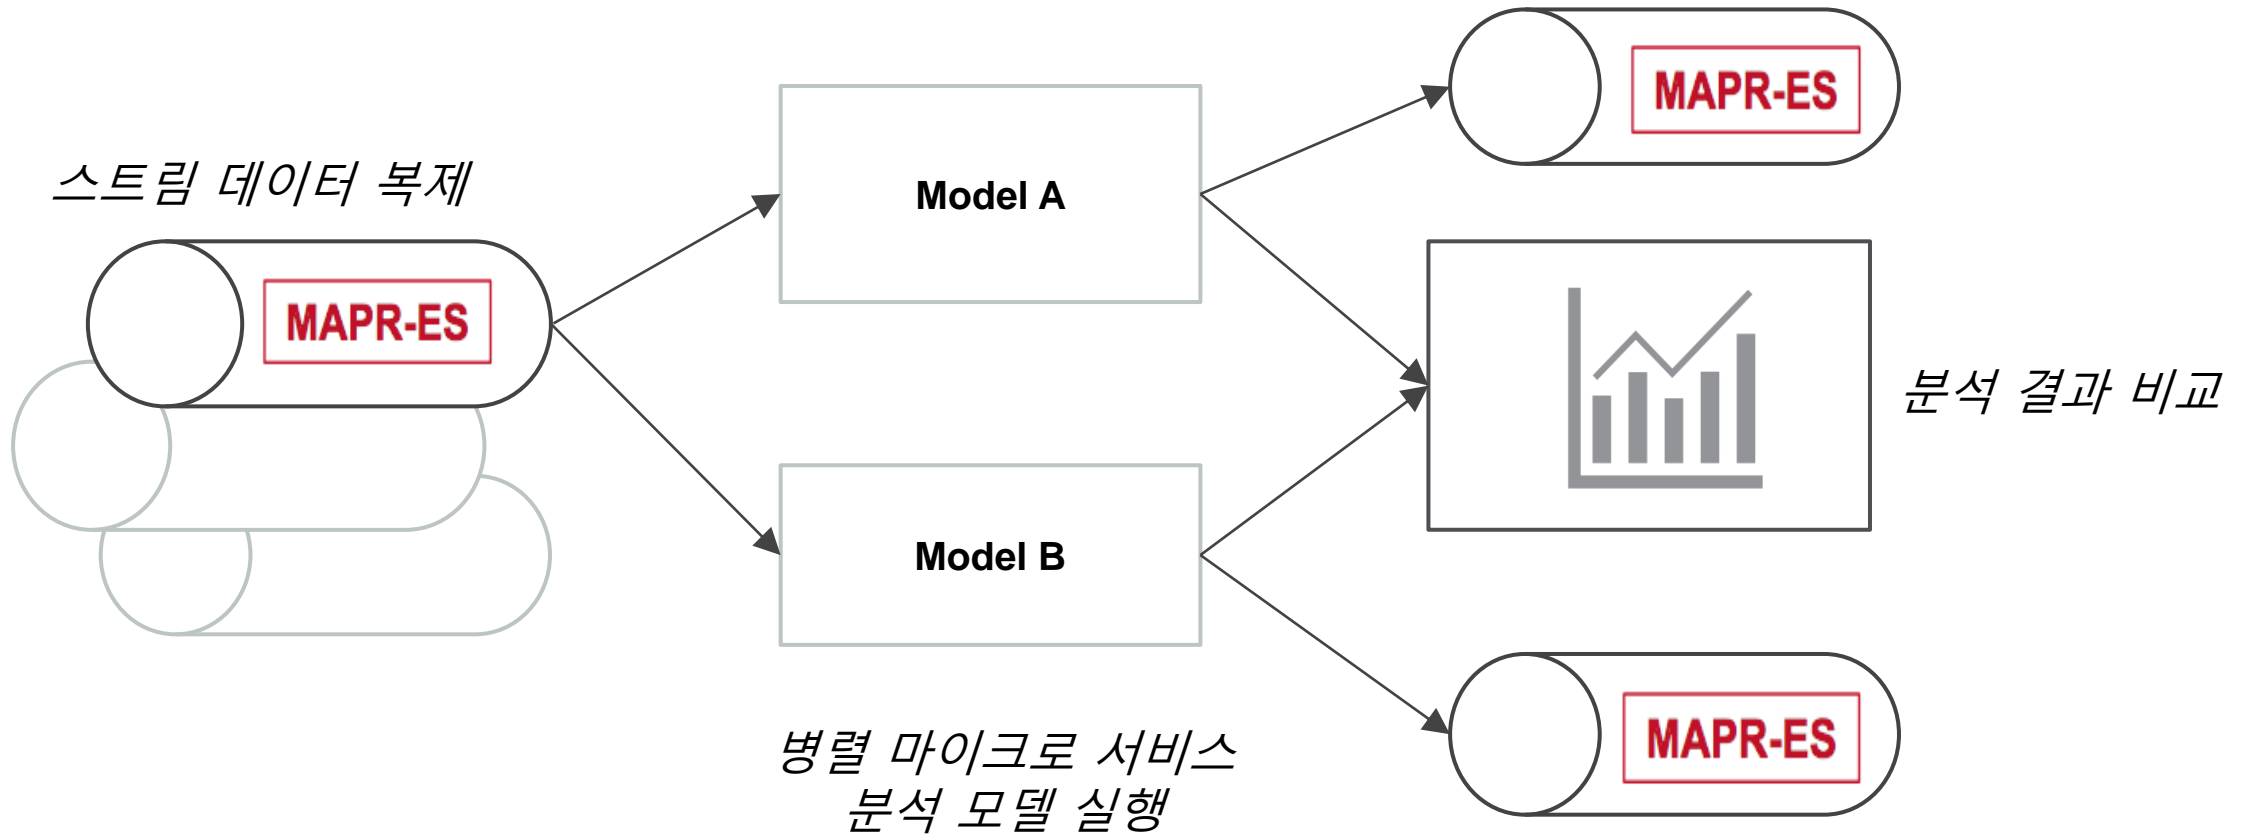 스트림 데이터 복제
MAPR-ES
Model A
Model B
병렬 마이크로 서비스
분석 모델 실행
MAPR-ES
분석 결과 비교
MAPR-ES